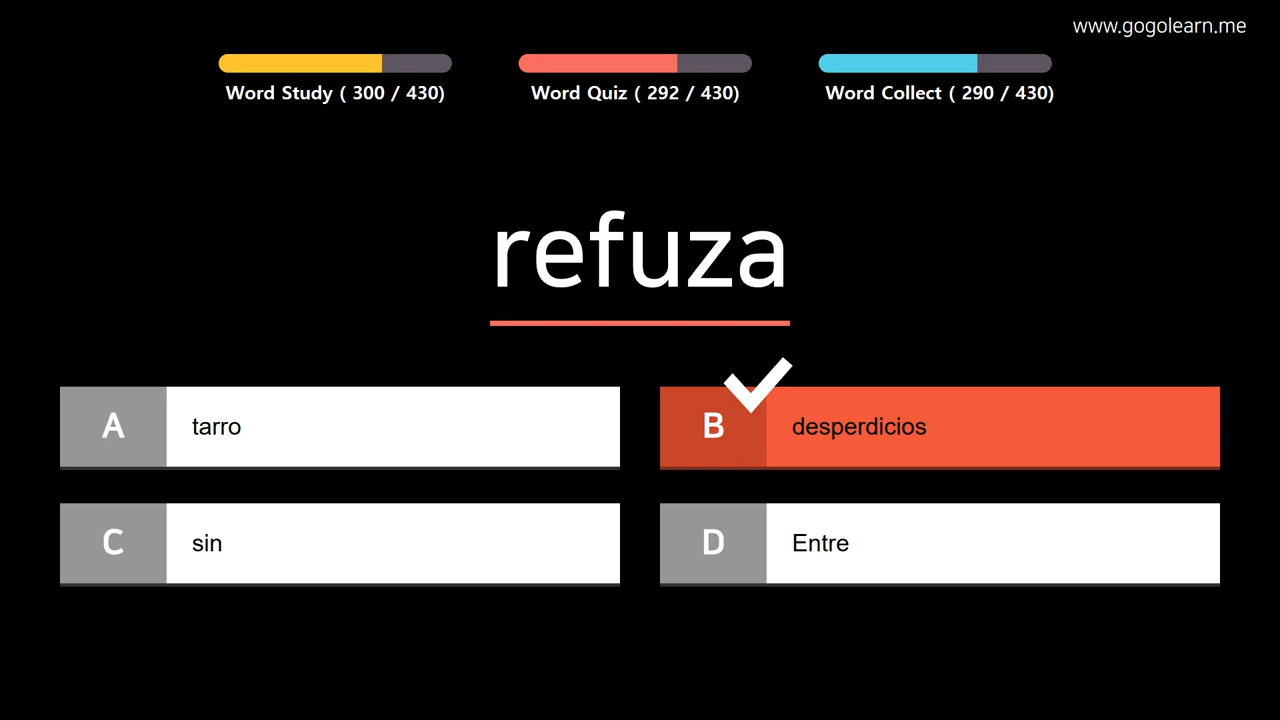 www.gogolearn.me
Word Study ( 300 / 430)
Word Quiz ( 292 / 430)
Word Collect ( 290 / 430)
refuza
A tarro
B desperdicios
C sin
D Entre